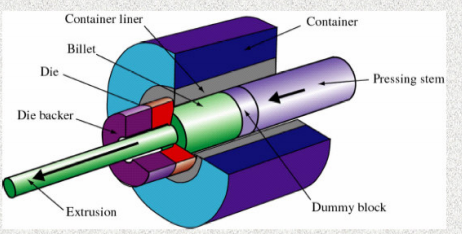 Container liner
Container
Billet
Die
Pressing stem
Die backer
Extrusion
Dummy block